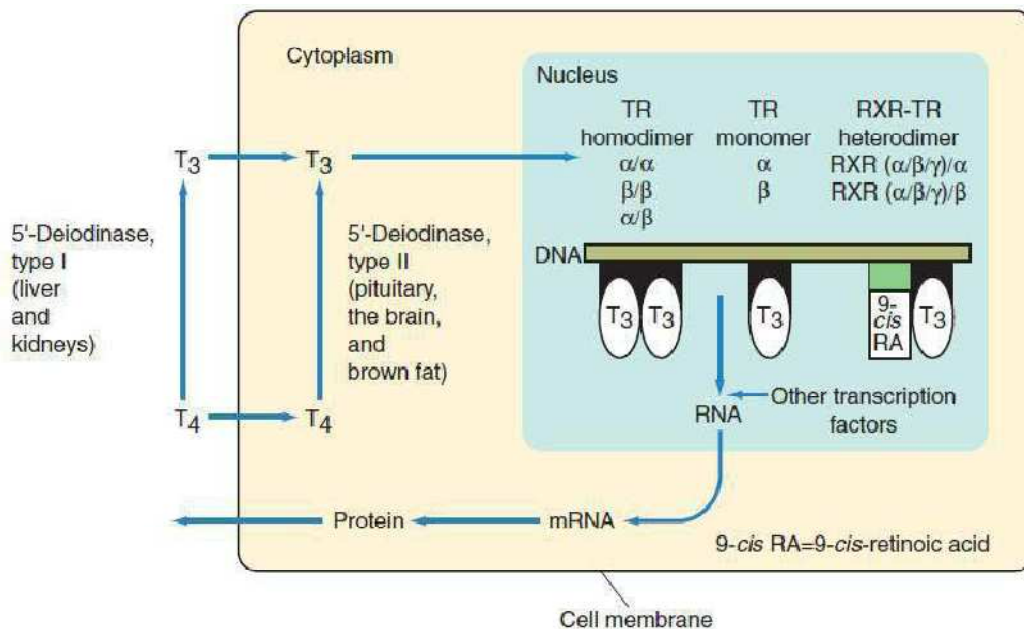 Cytoplasm
Nucleus
TR
homodimer
α/α
β/β
α/β
TR
monomer
α
β
RXR-TR
heterodimer
RXR (α/β/γ)/α
RXR (α/β/γ)/β
T3
T3
5'-Deiodinase,
type I
(liver
and
kidneys)
5'-Deiodinase,
type II
(pituitary,
the brain,
and
brown fat)
DNA
T3 T3
T3
9-
cis
RA
T3
T4
T4
RNA
Other transcription
factors
Protein
mRNA
9-cis RA=9-cis-retinoic acid
Cell membrane